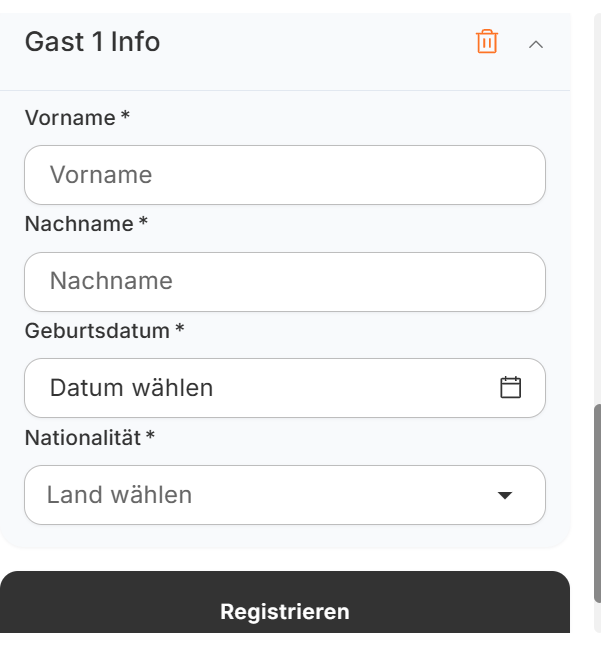 Gast 1 Info
Vorname *
Vorname
Nachname *
Nachname
Geburtsdatum *
Datum wählen
Nationalität *
Land wählen
Registrieren